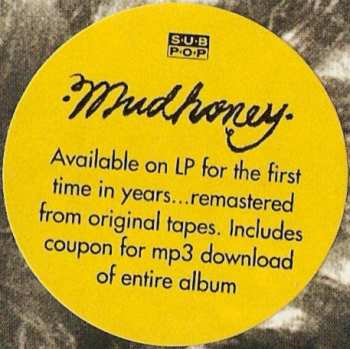 SUB
POP
Mudhoney
Available on LP for the first
time in years...remastered
from original tapes. Includes
coupon for mp3 download
of entire album